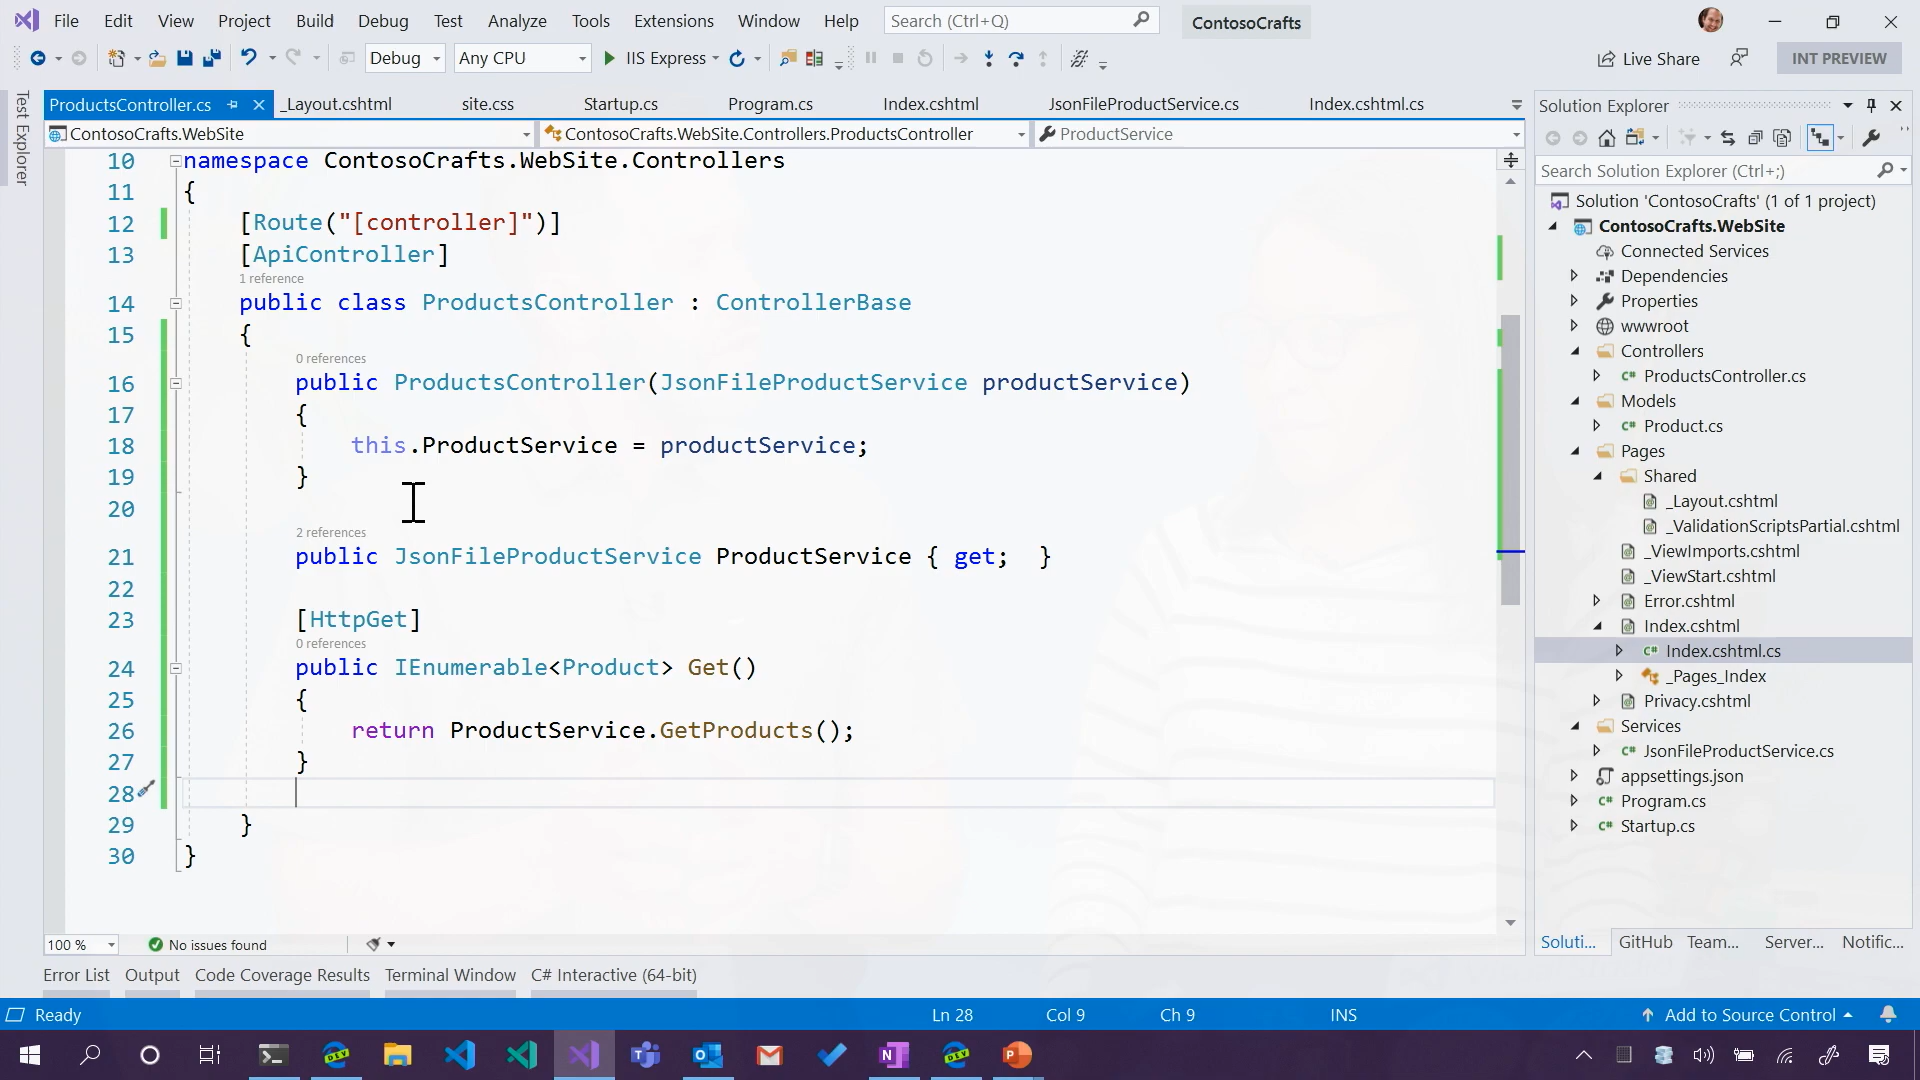 File Edit View Project Build Debug Test Analyze Tools Extensions Window Help Search (Ctrl+Q) ContosoCrafts
Debug Any CPU IIS Express Live Share INT PREVIEW
Test Explorer
ProductsController.cs _Layout.cshtml site.css Startup.cs Program.cs Index.cshtml JsonFileProductService.cs Index.cshtml.cs
ContosoCrafts.WebSite ContosoCrafts.WebSite.Controllers.ProductsController ProductService
10 namespace ContosoCrafts.WebSite.Controllers
11 {
12 [Route("[controller]")]
13 [ApiController]
1 reference
14 public class ProductsController : ControllerBase
15 {
0 references
16 public ProductsController(JsonFileProductService productService)
17 {
18 this.ProductService = productService;
19 }
20
2 references
21 public JsonFileProductService ProductService { get; }
22
23 [HttpGet]
0 references
24 public IEnumerable<Product> Get()
25 {
26 return ProductService.GetProducts();
27 }
28
29 }
30 }
100 % No issues found
Error List Output Code Coverage Results Terminal Window C# Interactive (64-bit)
Solution Explorer
Search Solution Explorer (Ctrl+;)
Solution 'ContosoCrafts' (1 of 1 project)
ContosoCrafts.WebSite
Connected Services
Dependencies
Properties
wwwroot
Controllers
C# ProductsController.cs
Models
C# Product.cs
Pages
Shared
_Layout.cshtml
_ValidationScriptsPartial.cshtml
_ViewImports.cshtml
_ViewStart.cshtml
Error.cshtml
Index.cshtml
C# Index.cshtml.cs
_Pages_Index
Privacy.cshtml
Services
C# JsonFileProductService.cs
appsettings.json
C# Program.cs
C# Startup.cs
Soluti... GitHub Team... Server... Notific...
Ready Ln 28 Col 9 Ch 9 INS Add to Source Control
DEV N DEV P